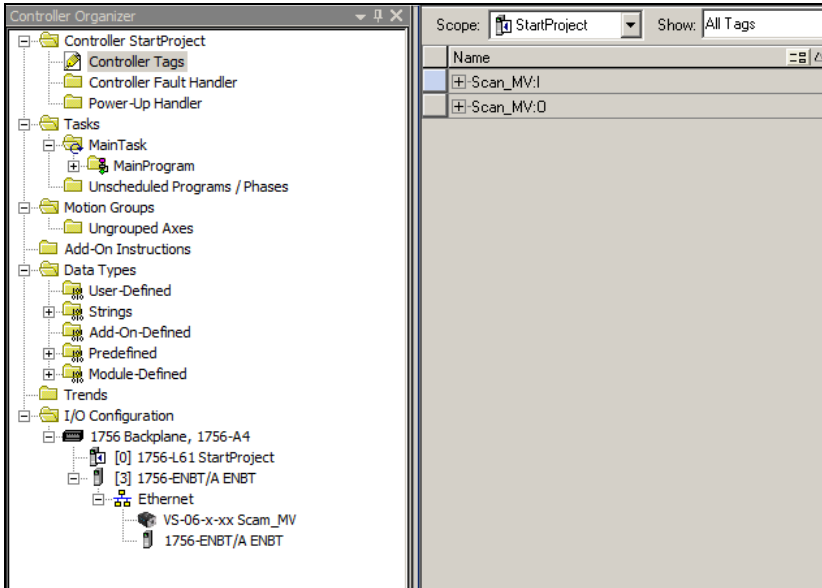 Controller Organizer
Controller StartProject
Controller Tags
Controller Fault Handler
Power-Up Handler
Tasks
MainTask
MainProgram
Unscheduled Programs / Phases
Motion Groups
Ungrouped Axes
Add-On Instructions
Data Types
User-Defined
Strings
Add-On-Defined
Predefined
Module-Defined
Trends
I/O Configuration
1756 Backplane, 1756-A4
[0] 1756-L61 StartProject
[3] 1756-ENBT/A ENBT
Ethernet
VS-06-x-xx Scam_MV
1756-ENBT/A ENBT
Scope: StartProject Show: All Tags
Name
Scan_MV:I
Scan_MV:O